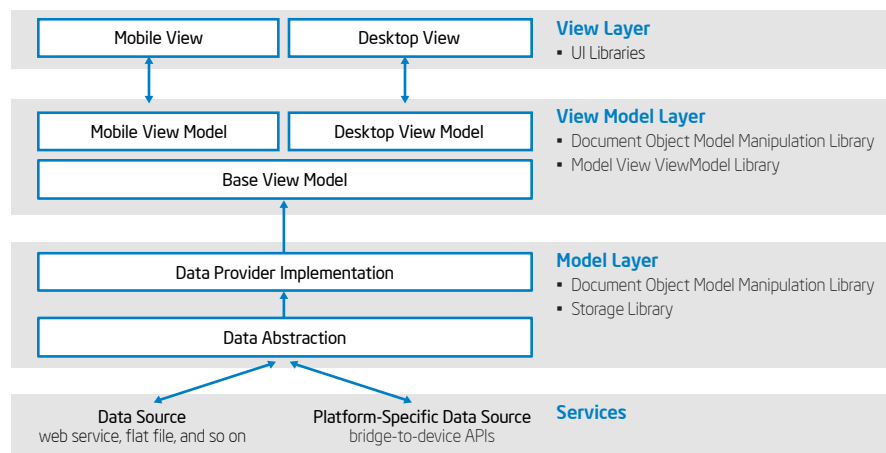 Mobile View
Desktop View
View Layer
▪ UI Libraries
Mobile View Model
Desktop View Model
Base View Model
View Model Layer
▪ Document Object Model Manipulation Library
▪ Model View ViewModel Library
Data Provider Implementation
Data Abstraction
Model Layer
▪ Document Object Model Manipulation Library
▪ Storage Library
Data Source
web service, flat file, and so on
Platform-Specific Data Source
bridge-to-device APIs
Services